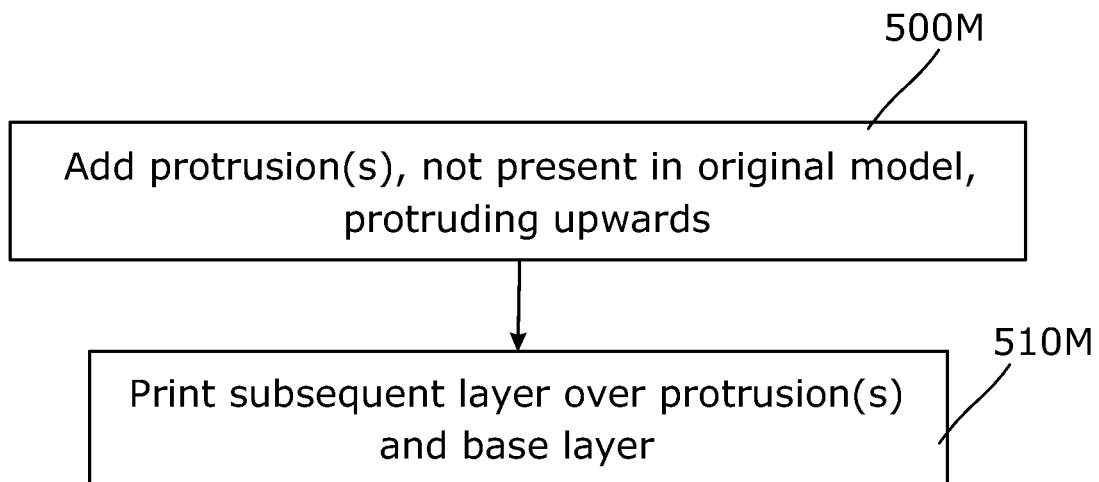 500M
Add protrusion(s), not present in original model,
protruding upwards
510M
Print subsequent layer over protrusion(s)
and base layer